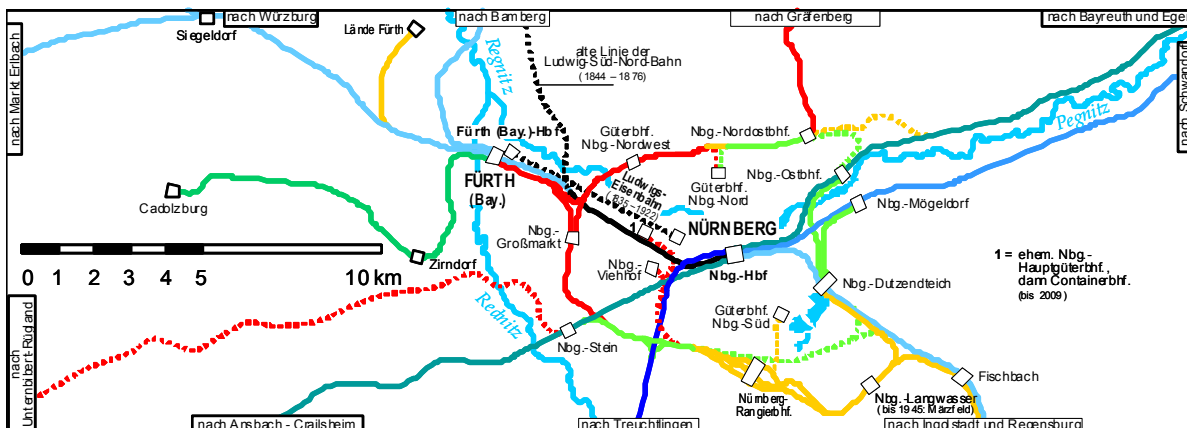 nach Würzburg
nach Bamberg
nach Gräfenberg
nach Bayreuth und Eger
nach Markt Erlbach
nach Schwandorf
Siegelsdorf
Lände Fürth
Regnitz
alte Linie der
Ludwig-Süd-Nord-Bahn
(1844 – 1876)
Pegnitz
Fürth (Bay.)-Hbf
FÜRTH
(Bay.)
Güterbhf.
Nbg.-Nordwest
Nbg.-Nordostbhf.
Nbg.-Ostbhf.
Güterbhf.
Nbg.-Nord
Ludwigs-
Eisenbahn
(1835–1922)
Cadolzburg
Nbg.-Mögeldorf
NÜRNBERG
Nbg.-
Großmarkt
Zirndorf
Nbg.-
Viehhof
Nbg.-Hbf
1 = ehem. Nbg.-
Hauptgüterbhf.,
dann Containerbhf.
(bis 2009)
0 1 2 3 4 5 10 km
Nbg.-Dutzendteich
Rednitz
Güterbhf.
Nbg.-Süd
Nbg.-Stein
Fischbach
nach
Unternbibert-Rügland
Nürnberg-
Rangierbhf.
Nbg.-Langwasser
(bis 1945: Märzfeld)
nach Ansbach - Crailsheim
nach Treuchtlingen
nach Ingolstadt und Regensburg